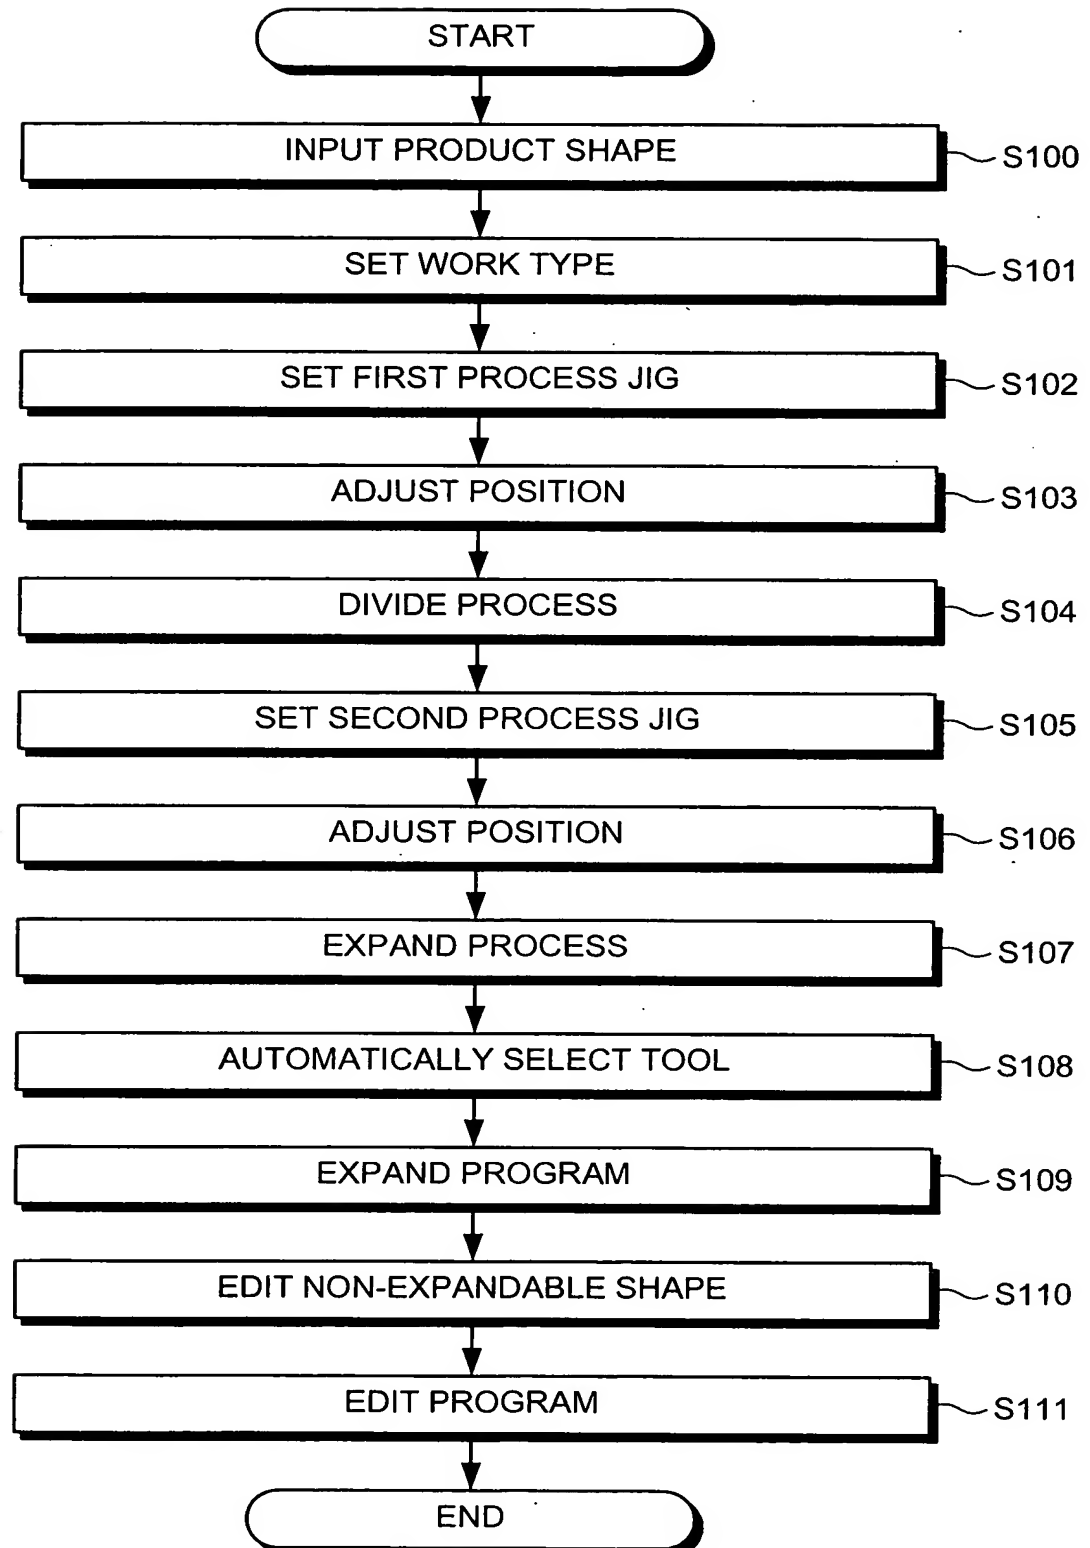 START
INPUT PRODUCT SHAPE S100
SET WORK TYPE S101
SET FIRST PROCESS JIG S102
ADJUST POSITION S103
DIVIDE PROCESS S104
SET SECOND PROCESS JIG S105
ADJUST POSITION S106
EXPAND PROCESS S107
AUTOMATICALLY SELECT TOOL S108
EXPAND PROGRAM S109
EDIT NON-EXPANDABLE SHAPE S110
EDIT PROGRAM S111
END